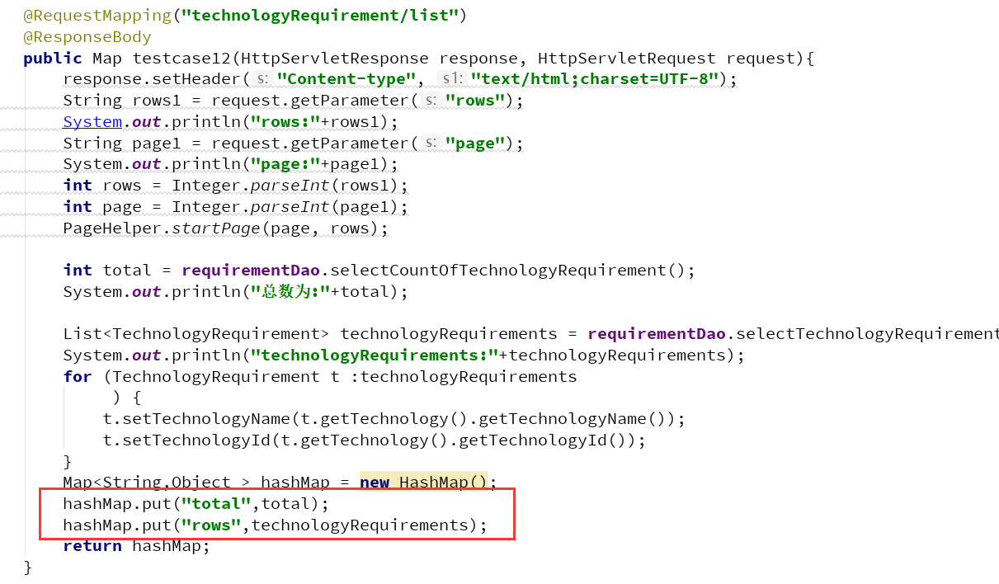 @RequestMapping("technologyRequirement/list")
@ResponseBody
public Map testcase12(HttpServletResponse response, HttpServletRequest request){
response.setHeader( s: "Content-type", s1: "text/html;charset=UTF-8");
String rows1 = request.getParameter( s: "rows");
System.out.println("rows:"+rows1);
String page1 = request.getParameter( s: "page");
System.out.println("page:"+page1);
int rows = Integer.parseInt(rows1);
int page = Integer.parseInt(page1);
PageHelper.startPage(page, rows);
int total = requirementDao.selectCountOfTechnologyRequirement();
System.out.println("总数为:"+total);
List<TechnologyRequirement> technologyRequirements = requirementDao.selectTechnologyRequirement
System.out.println("technologyRequirements:"+technologyRequirements);
for (TechnologyRequirement t :technologyRequirements
) {
t.setTechnologyName(t.getTechnology().getTechnologyName());
t.setTechnologyId(t.getTechnology().getTechnologyId());
}
Map<String,Object > hashMap = new HashMap();
hashMap.put("total",total);
hashMap.put("rows",technologyRequirements);
return hashMap;
}